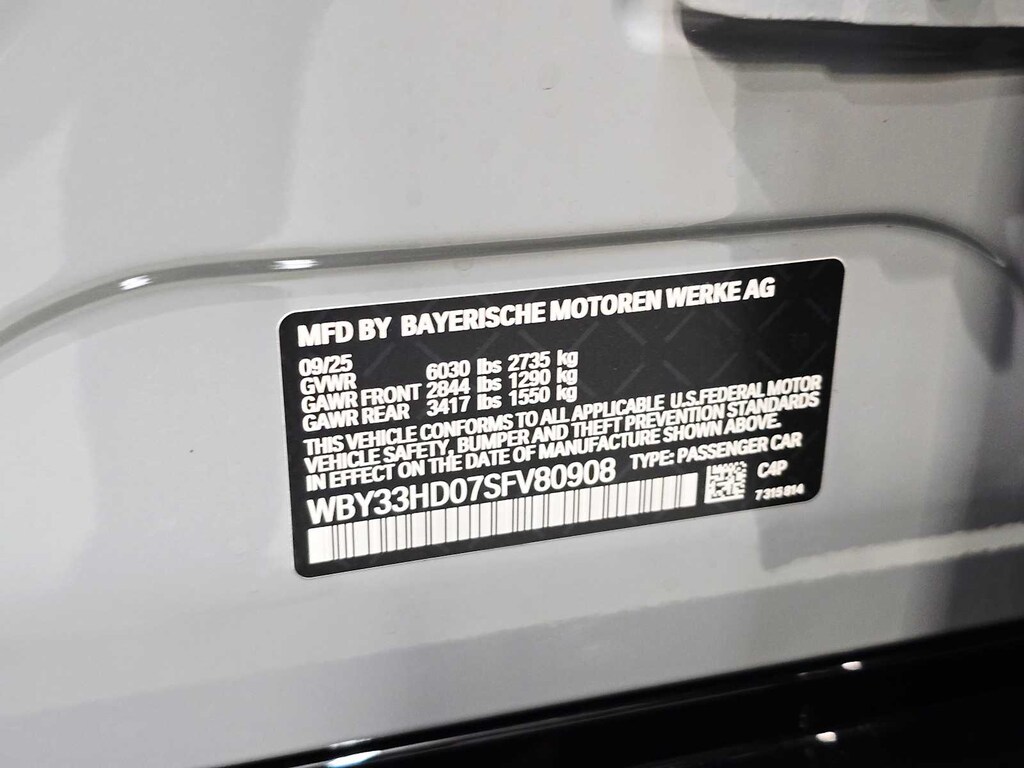 MFD BY BAYERISCHE MOTOREN WERKE AG
09/25
GVWR 6030 lbs 2735 kg
GAWR FRONT 2844 lbs 1290 kg
GAWR REAR 3417 lbs 1550 kg
THIS VEHICLE CONFORMS TO ALL APPLICABLE U.S.FEDERAL MOTOR
VEHICLE SAFETY, BUMPER AND THEFT PREVENTION STANDARDS
IN EFFECT ON THE DATE OF MANUFACTURE SHOWN ABOVE.
WBY33HD07SFV80908 TYPE: PASSENGER CAR
C4P
7315814